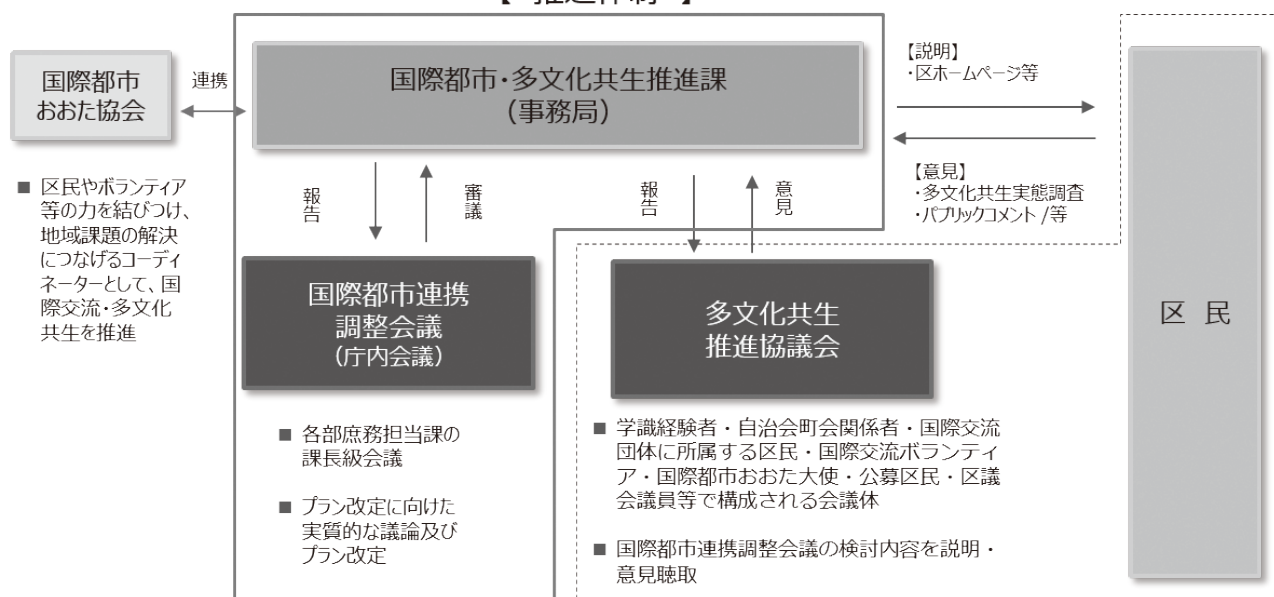 国際都市
おおた協会
連携
国際都市・多文化共生推進課
(事務局)
【説明】
・区ホームページ等
【意見】
・多文化共生実態調査
・パブリックコメント/等
■ 区民やボランティア
等の力を結びつけ、
地域課題の解決
につなげるコーディ
ネーターとして、国
際交流・多文化
共生を推進
報告
審議
報告
意見
国際都市連携
調整会議
(庁内会議)
多文化共生
推進協議会
区 民
■ 各部庶務担当課の
課長級会議
■ プラン改定に向けた
実質的な議論及び
プラン改定
■ 学識経験者・自治会町会関係者・国際交流
団体に所属する区民・国際交流ボランティ
ア・国際都市おおた大使・公募区民・区議
会議員等で構成される会議体
■ 国際都市連携調整会議の検討内容を説明・
意見聴取